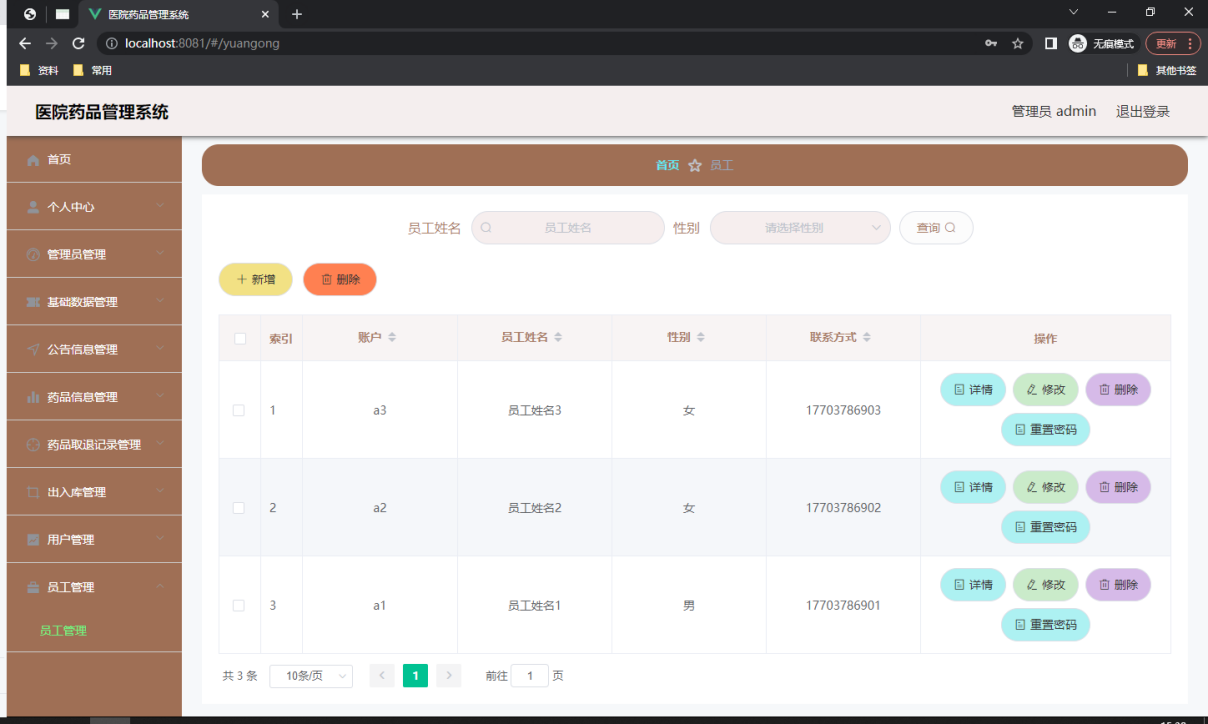 医院药品管理系统
localhost:8081/#/yuangong
无痕模式
更新
资料
常用
其他书签
医院药品管理系统
管理员 admin
退出登录
首页
个人中心
管理员管理
基础数据管理
公告信息管理
药品信息管理
药品取退记录管理
出入库管理
用户管理
员工管理
员工管理
首页 员工
员工姓名 员工姓名 性别 请选择性别 查询
新增 删除
索引 账户 员工姓名 性别 联系方式 操作
1 a3 员工姓名3 女 17703786903 详情 修改 删除
重置密码
2 a2 员工姓名2 女 17703786902 详情 修改 删除
重置密码
3 a1 员工姓名1 男 17703786901 详情 修改 删除
重置密码
共 3 条 10条/页 1 前往 1 页